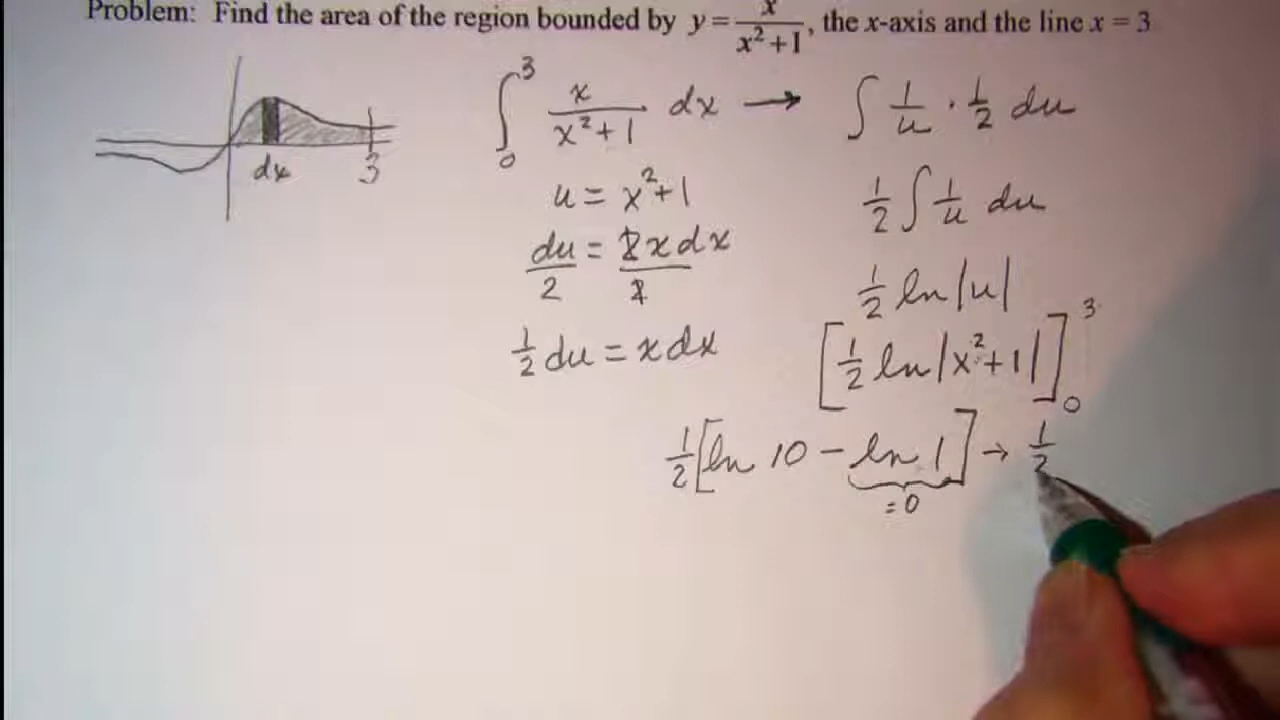 Problem: Find the area of the region bounded by y = x/(x²+1), the x-axis and the line x = 3
dx 3
∫₀³ x/(x²+1) dx → ∫ 1/u · 1/2 du
u = x²+1
1/2 ∫ 1/u du
du/2 = 2x dx/2
1/2 ln|u|
1/2 du = x dx
[1/2 ln|x²+1|]₀³
1/2 [ln 10 − ln 1] → 1/2
= 0